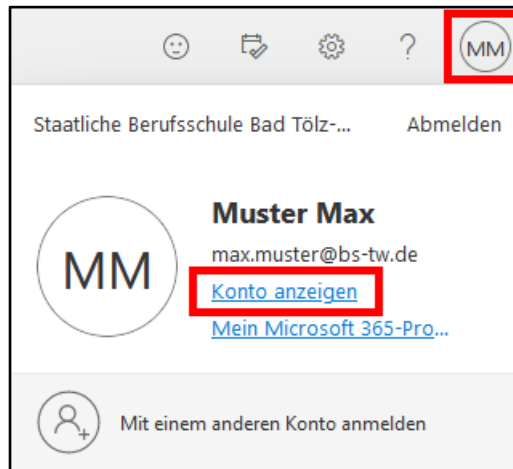 MM
Staatliche Berufsschule Bad Tölz-... Abmelden
MM
Muster Max
max.muster@bs-tw.de
Konto anzeigen
Mein Microsoft 365-Pro...
Mit einem anderen Konto anmelden